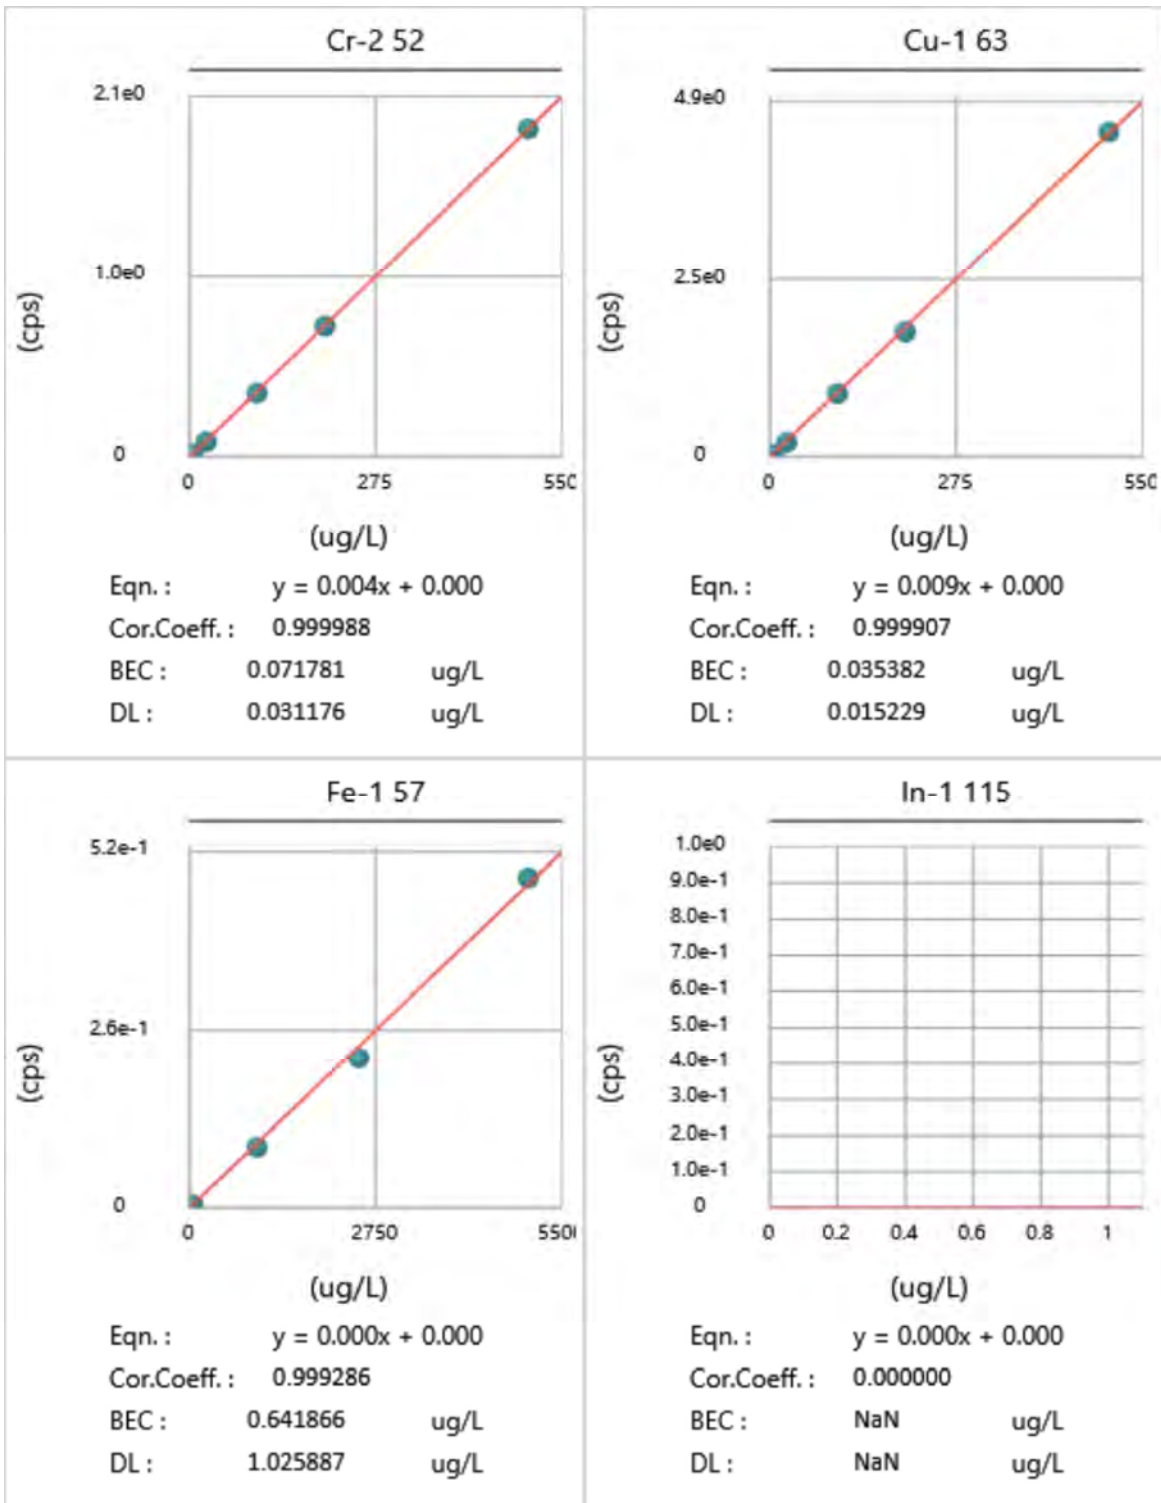 Cr-2 52
2.1e0
1.0e0
0
(cps)
0 275 550
(ug/L)
Eqn. : y = 0.004x + 0.000
Cor.Coeff. : 0.999988
BEC : 0.071781 ug/L
DL : 0.031176 ug/L
Cu-1 63
4.9e0
2.5e0
0
(cps)
0 275 550
(ug/L)
Eqn. : y = 0.009x + 0.000
Cor.Coeff. : 0.999907
BEC : 0.035382 ug/L
DL : 0.015229 ug/L
Fe-1 57
5.2e-1
2.6e-1
0
(cps)
0 2750 5500
(ug/L)
Eqn. : y = 0.000x + 0.000
Cor.Coeff. : 0.999286
BEC : 0.641866 ug/L
DL : 1.025887 ug/L
In-1 115
1.0e0
9.0e-1
8.0e-1
7.0e-1
6.0e-1
5.0e-1
4.0e-1
3.0e-1
2.0e-1
1.0e-1
0
(cps)
0 0.2 0.4 0.6 0.8 1
(ug/L)
Eqn. : y = 0.000x + 0.000
Cor.Coeff. : 0.000000
BEC : NaN ug/L
DL : NaN ug/L